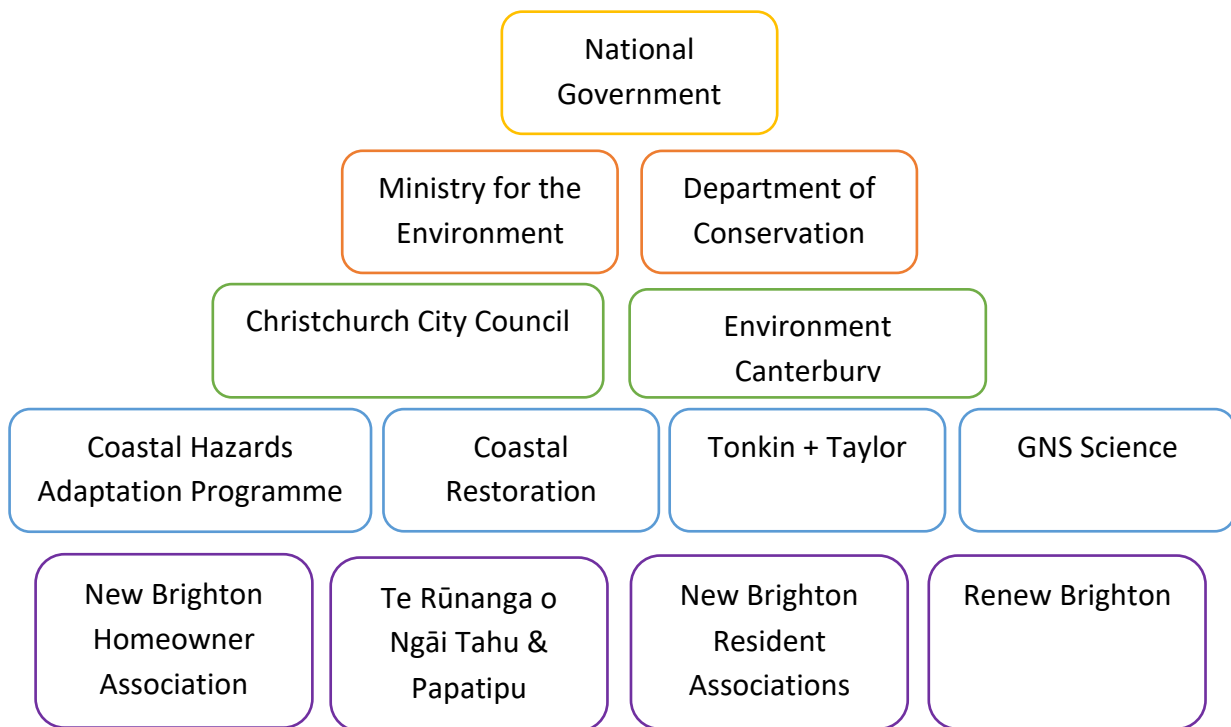 National
Government
Ministry for the
Environment
Department of
Conservation
Christchurch City Council
Environment
Canterbury
Coastal Hazards
Adaptation Programme
Coastal
Restoration
Tonkin + Taylor
GNS Science
New Brighton
Homeowner
Association
Te Rūnanga o
Ngāi Tahu &
Papatipu
New Brighton
Resident
Associations
Renew Brighton